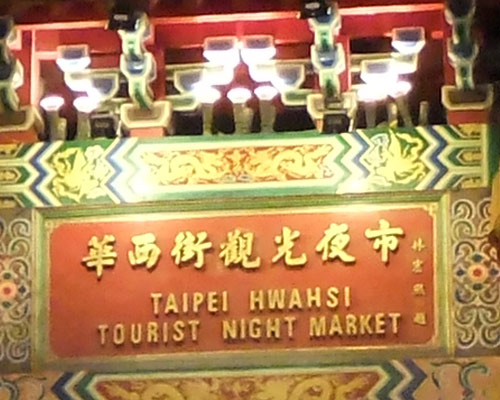 華西街觀光夜市
TAIPEI HWAHSI
TOURIST NIGHT MARKET